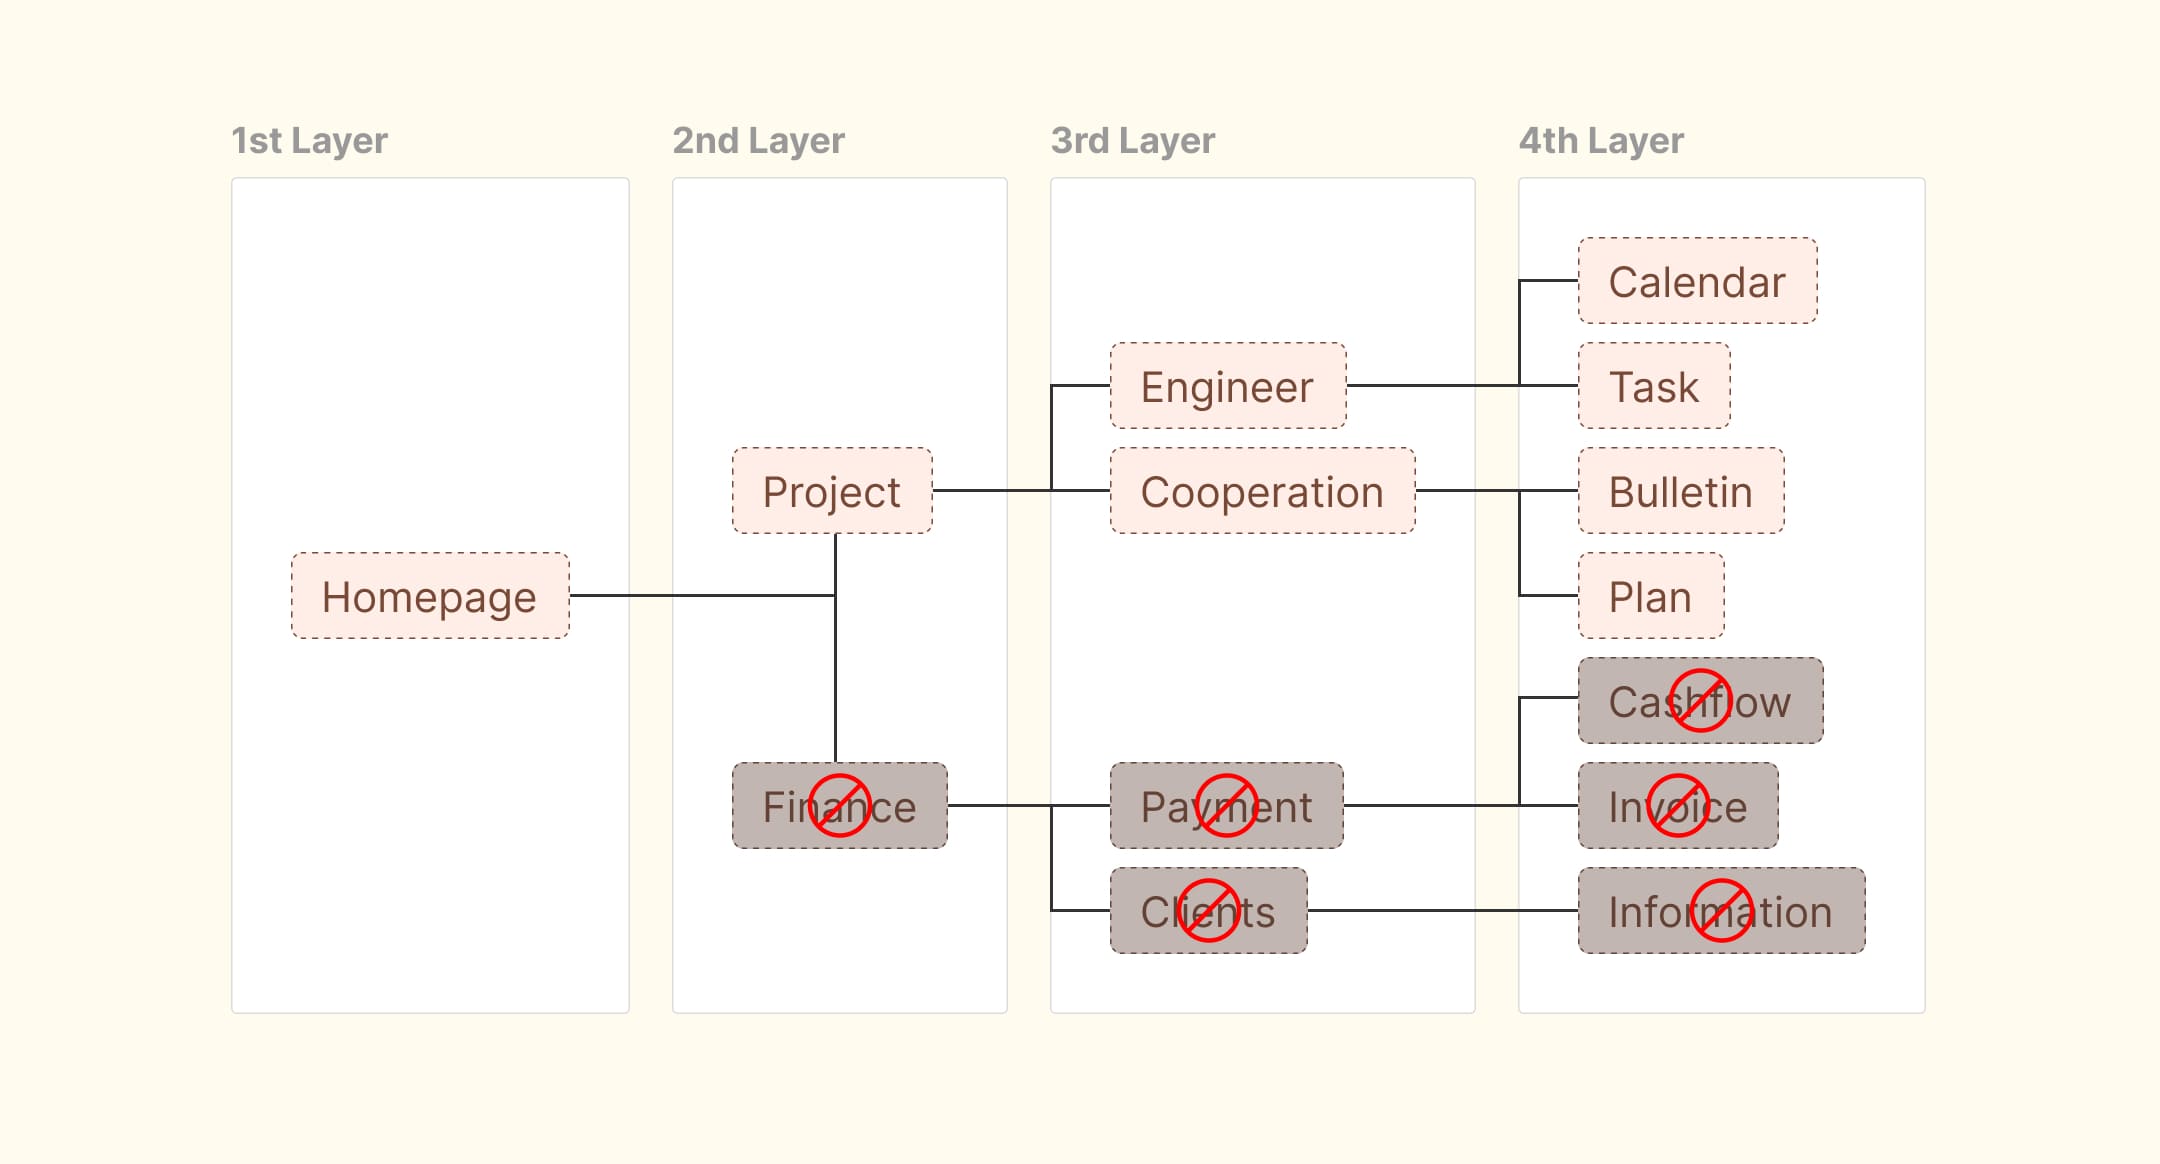 1st Layer
2nd Layer
3rd Layer
4th Layer
Homepage
Project
Finance
Engineer
Cooperation
Payment
Clients
Calendar
Task
Bulletin
Plan
Cashflow
Invoice
Information